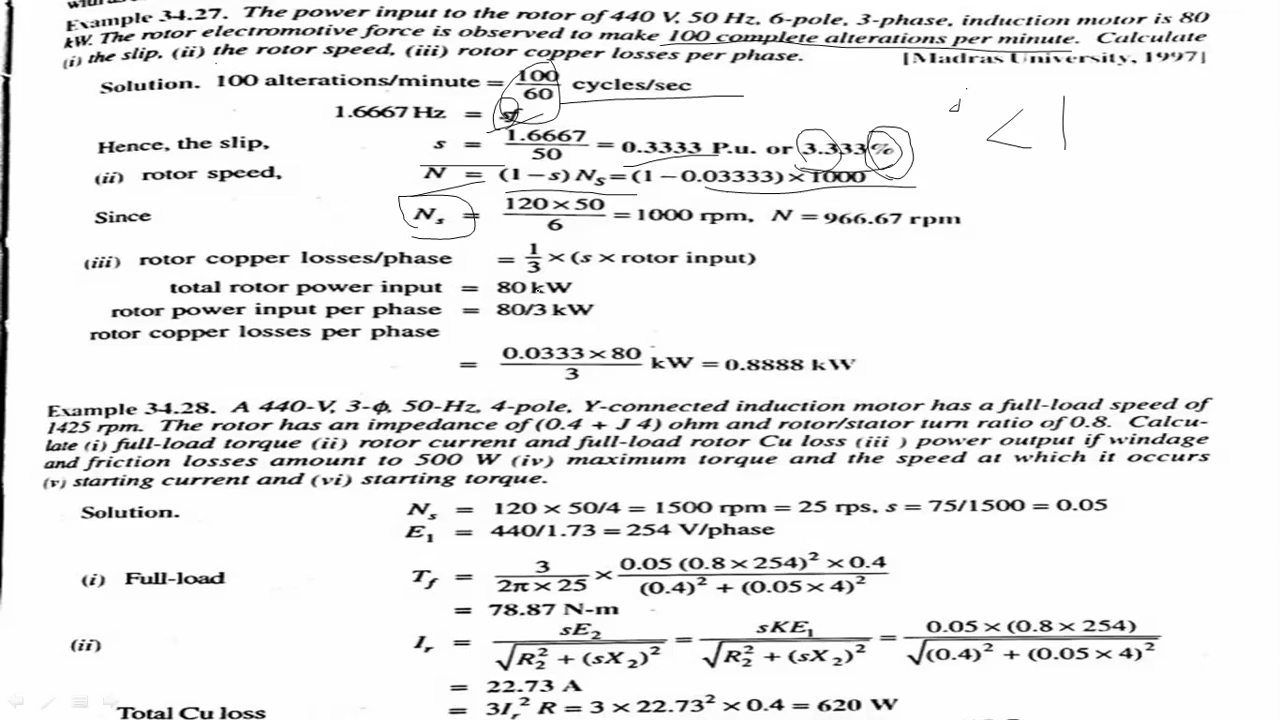 Example 34.27. The power input to the rotor of 440 V, 50 Hz, 6-pole, 3-phase, induction motor is 80
kW. The rotor electromotive force is observed to make 100 complete alterations per minute. Calculate
(i) the slip, (ii) the rotor speed, (iii) rotor copper losses per phase. [Madras University, 1997]
Solution. 100 alterations/minute = 100/60 cycles/sec
1.6667 Hz = sf
Hence, the slip, s = 1.6667/50 = 0.3333 P.u. or 3.333%
< 1
(ii) rotor speed, N = (1 – s) Ns = (1 – 0.03333) × 1000
Since Ns = 120 × 50/6 = 1000 rpm, N = 966.67 rpm
(iii) rotor copper losses/phase = 1/3 × (s × rotor input)
total rotor power input = 80 kW
rotor power input per phase = 80/3 kW
rotor copper losses per phase
= 0.0333 × 80/3 kW = 0.8888 kW
Example 34.28. A 440-V, 3-ϕ, 50-Hz, 4-pole, Y-connected induction motor has a full-load speed of
1425 rpm. The rotor has an impedance of (0.4 + J 4) ohm and rotor/stator turn ratio of 0.8. Calcu-
late (i) full-load torque (ii) rotor current and full-load rotor Cu loss (iii ) power output if windage
and friction losses amount to 500 W (iv) maximum torque and the speed at which it occurs
(v) starting current and (vi) starting torque.
Solution. Ns = 120 × 50/4 = 1500 rpm = 25 rps, s = 75/1500 = 0.05
E1 = 440/1.73 = 254 V/phase
(i) Full-load Tf = 3/2π × 25 × 0.05 (0.8 × 254)² × 0.4/(0.4)² + (0.05 × 4)²
= 78.87 N-m
(ii) Ir = sE2/√R2² + (sX2)² = sKE1/√R2² + (sX2)² = 0.05 × (0.8 × 254)/√(0.4)² + (0.05 × 4)²
= 22.73 A
Total Cu loss = 3Ir² R = 3 × 22.73² × 0.4 = 620 W